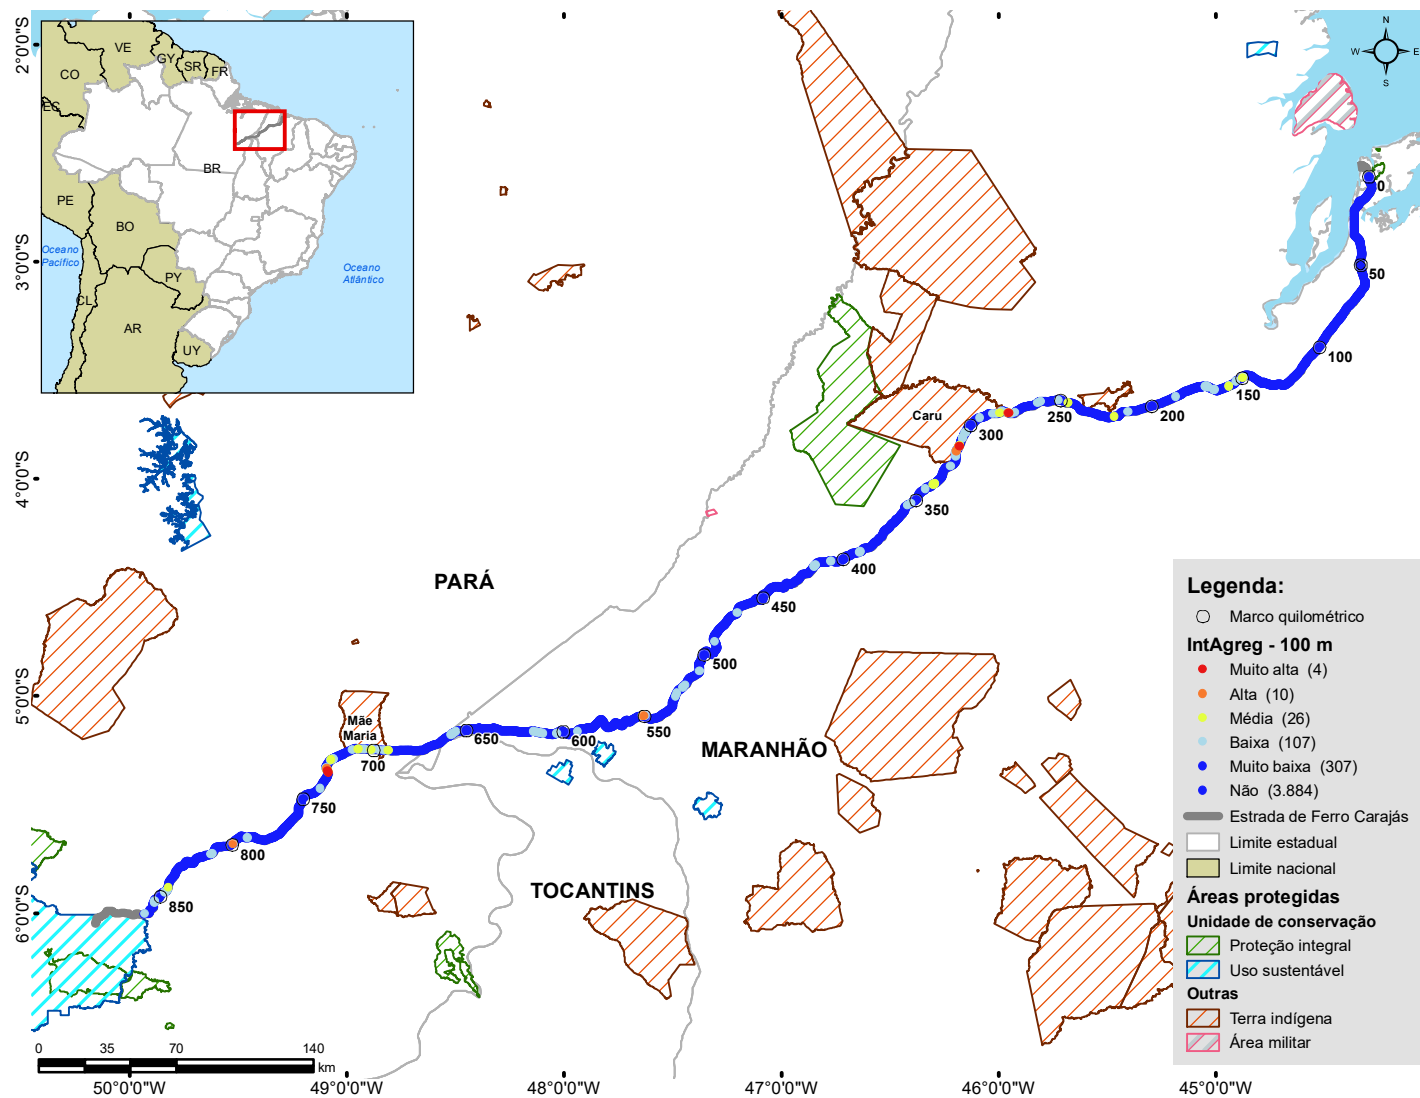 VE
GY
SR
FR
CO
EC
BR
PE
BO
Oceano
Pacífico
Oceano
Atlântico
PY
CL
AR
UY
N
W
E
S
0
50
100
150
200
250
300
350
400
450
500
550
600
650
700
750
800
850
Caru
Mãe
Maria
PARÁ
MARANHÃO
TOCANTINS
Legenda:
Marco quilométrico
IntAgreg - 100 m
Muito alta (4)
Alta (10)
Média (26)
Baixa (107)
Muito baixa (307)
Não (3.884)
Estrada de Ferro Carajás
Limite estadual
Limite nacional
Áreas protegidas
Unidade de conservação
Proteção integral
Uso sustentável
Outras
Terra indígena
Área militar
2°0'0"S
3°0'0"S
4°0'0"S
5°0'0"S
6°0'0"S
0 35 70 140
km
50°0'0"W 49°0'0"W 48°0'0"W 47°0'0"W 46°0'0"W 45°0'0"W